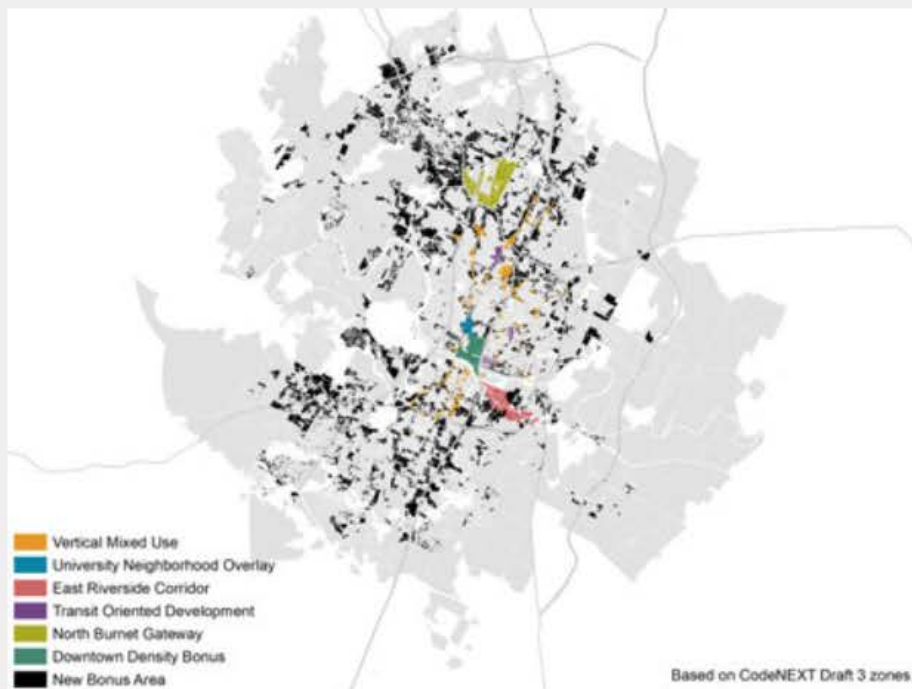 Vertical Mixed Use
University Neighborhood Overlay
East Riverside Corridor
Transit Oriented Development
North Burnet Gateway
Downtown Density Bonus
New Bonus Area
Based on CodeNEXT Draft 3 zones